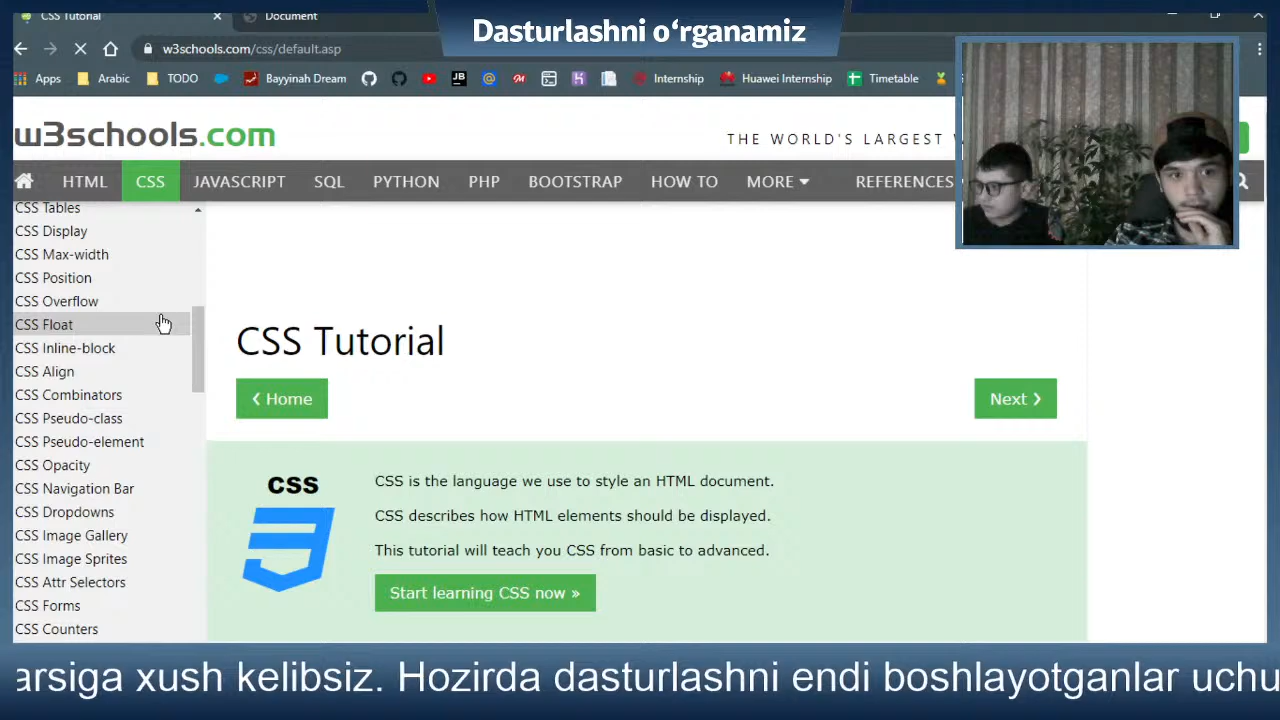 CSS Tutorial
Document
Dasturlashni o‘rganamiz
w3schools.com/css/default.asp
Apps Arabic TODO Bayyinah Dream Internship Huawei Internship Timetable
w3schools.com
THE WORLD'S LARGEST
HTML CSS JAVASCRIPT SQL PYTHON PHP BOOTSTRAP HOW TO MORE REFERENCES
CSS Tables
CSS Display
CSS Max-width
CSS Position
CSS Overflow
CSS Float
CSS Inline-block
CSS Align
CSS Combinators
CSS Pseudo-class
CSS Pseudo-element
CSS Opacity
CSS Navigation Bar
CSS Dropdowns
CSS Image Gallery
CSS Image Sprites
CSS Attr Selectors
CSS Forms
CSS Counters
CSS Tutorial
❮ Home
Next ❯
CSS
CSS is the language we use to style an HTML document.
CSS describes how HTML elements should be displayed.
This tutorial will teach you CSS from basic to advanced.
Start learning CSS now »
arsiga xush kelibsiz. Hozirda dasturlashni endi boshlayotganlar uchu